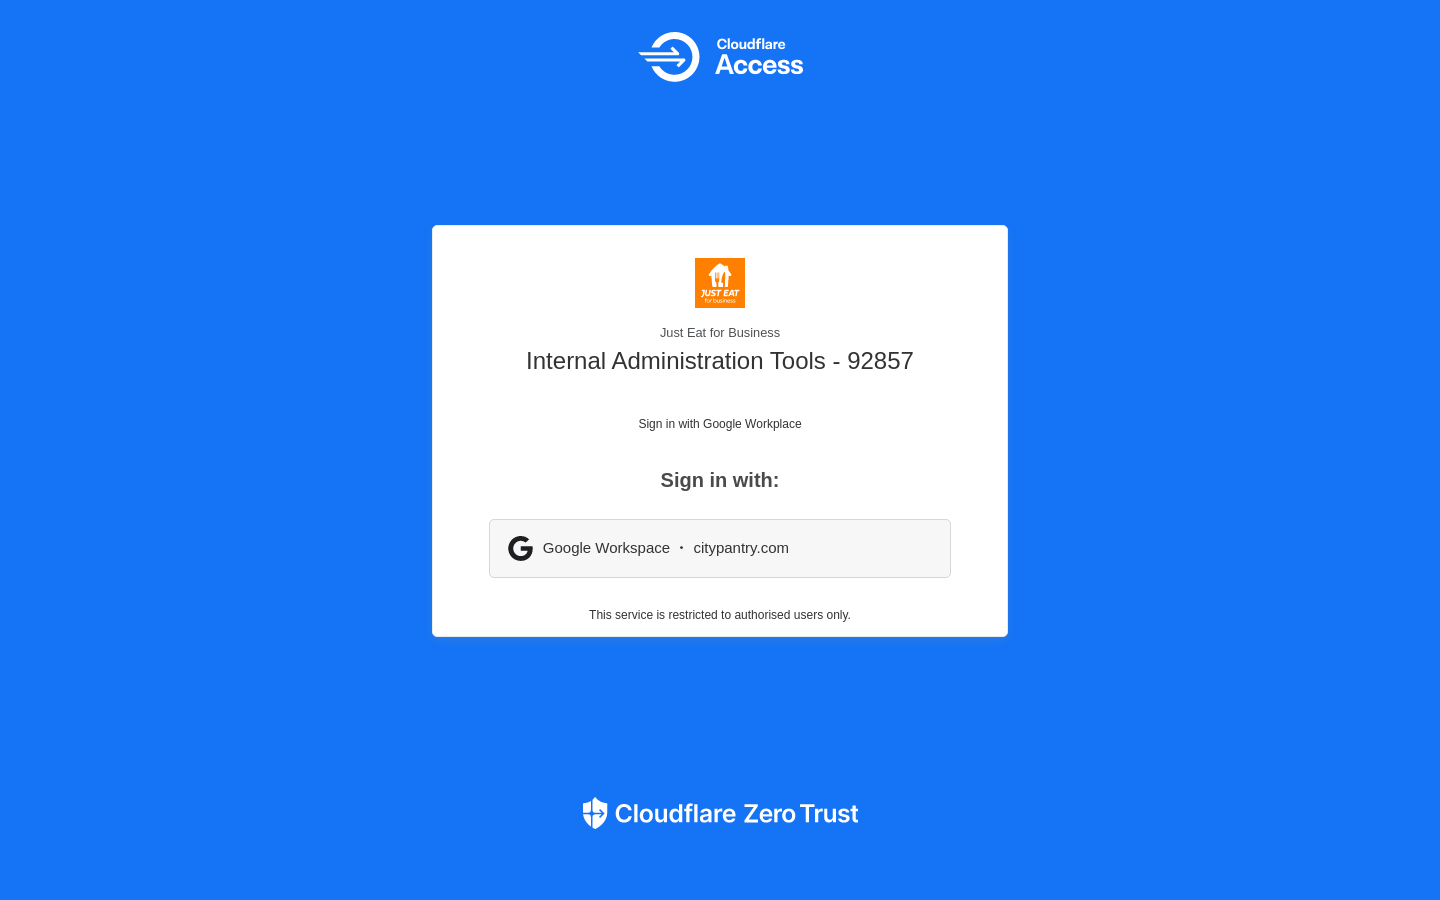 Cloudflare
Access
JUST EAT
for business
Just Eat for Business
Internal Administration Tools - 92857
Sign in with Google Workplace
Sign in with:
Google Workspace · citypantry.com
This service is restricted to authorised users only.
Cloudflare Zero Trust